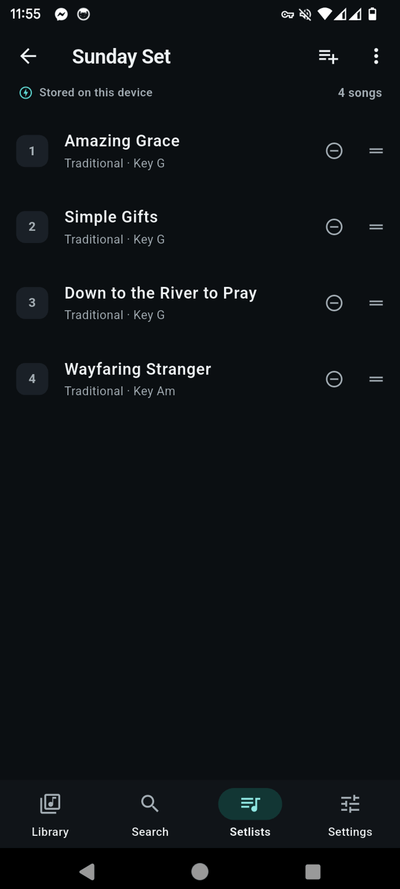 11:55
Sunday Set
Stored on this device
4 songs
1
Amazing Grace
Traditional · Key G
2
Simple Gifts
Traditional · Key G
3
Down to the River to Pray
Traditional · Key G
4
Wayfaring Stranger
Traditional · Key Am
Library
Search
Setlists
Settings